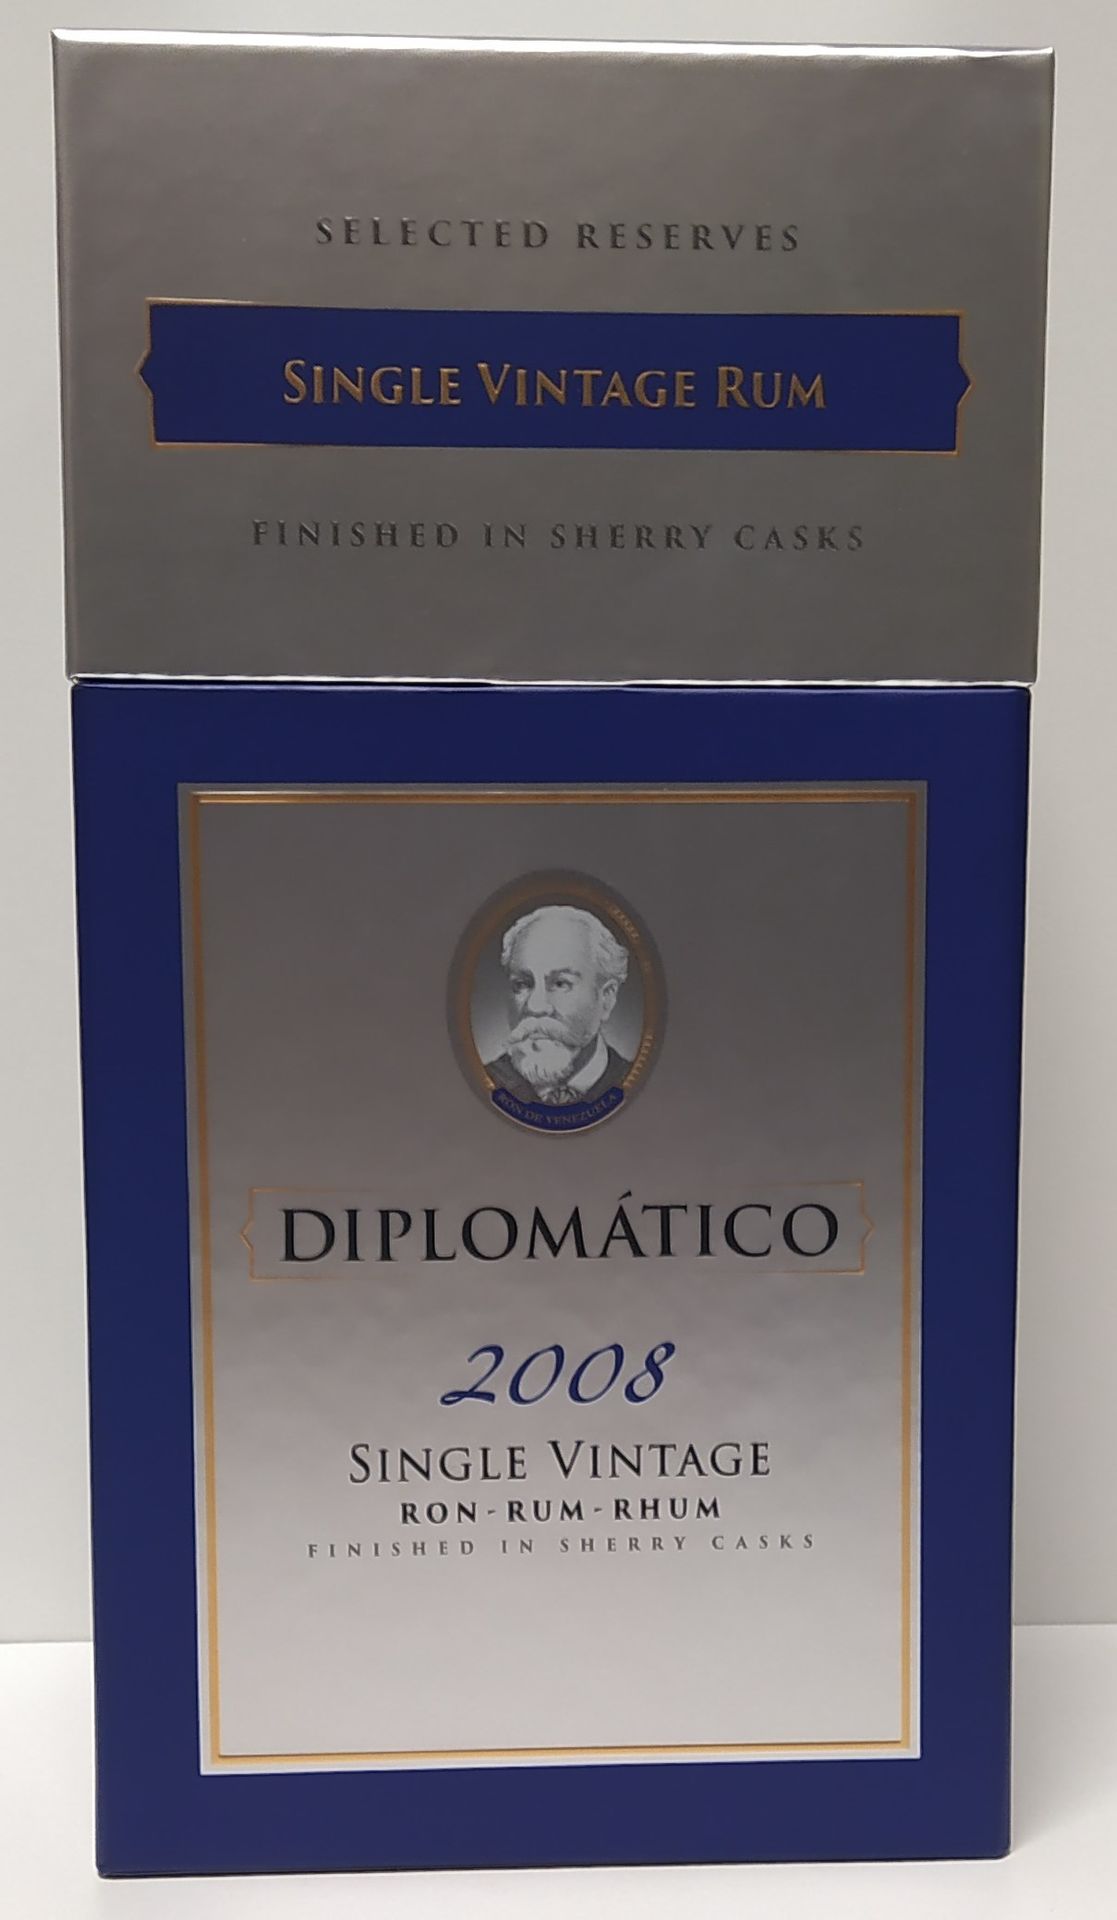 SELECTED RESERVES
SINGLE VINTAGE RUM
FINISHED IN SHERRY CASKS
RON DE VENEZUELA
DIPLOMÁTICO
2008
SINGLE VINTAGE
RON-RUM-RHUM
FINISHED IN SHERRY CASKS